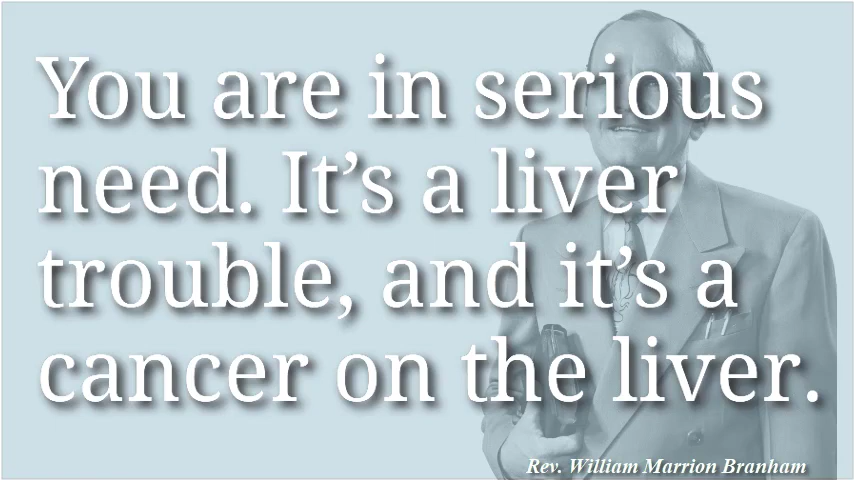 You are in serious
need. It’s a liver
trouble, and it’s a
cancer on the liver.
Rev. William Marrion Branham